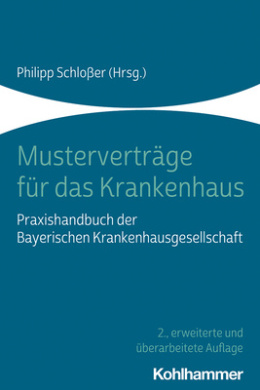 Philipp Schloßer (Hrsg.)
Musterverträge
für das Krankenhaus
Praxishandbuch der
Bayerischen Krankenhausgesellschaft
2., erweiterte und
überarbeitete Auflage
Kohlhammer